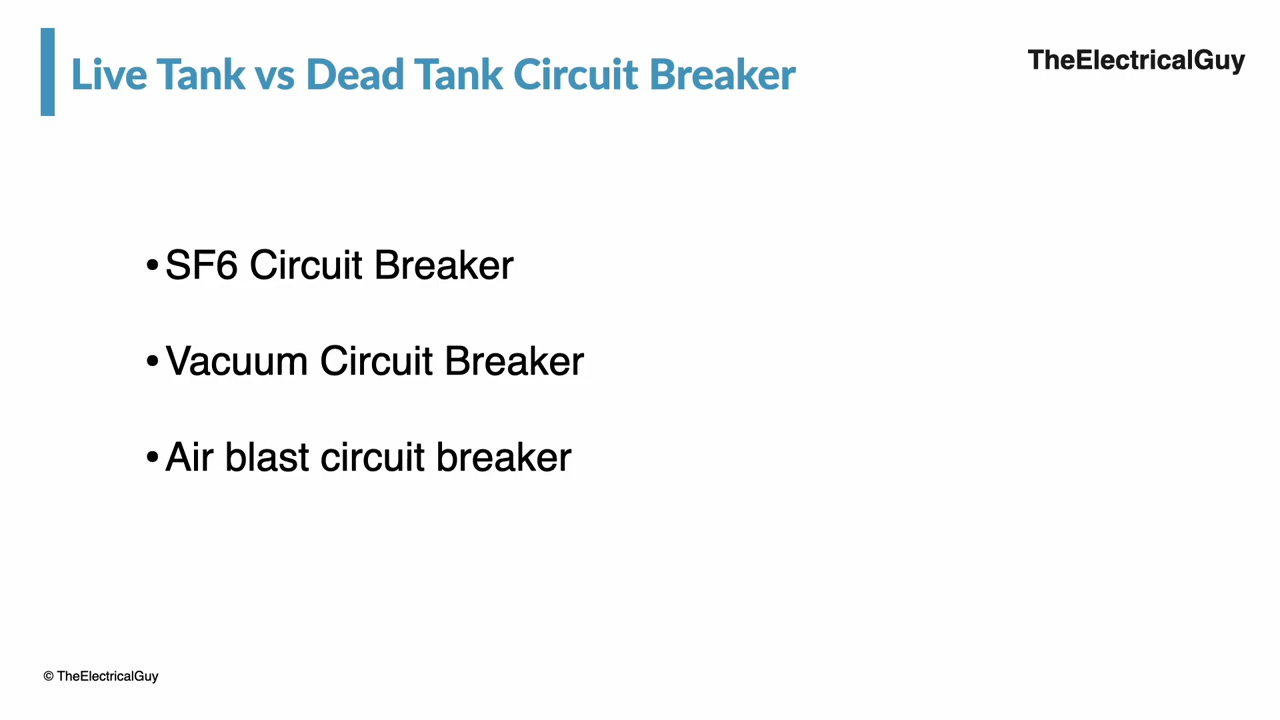 Live Tank vs Dead Tank Circuit Breaker
TheElectricalGuy
• SF6 Circuit Breaker
• Vacuum Circuit Breaker
• Air blast circuit breaker
© TheElectricalGuy